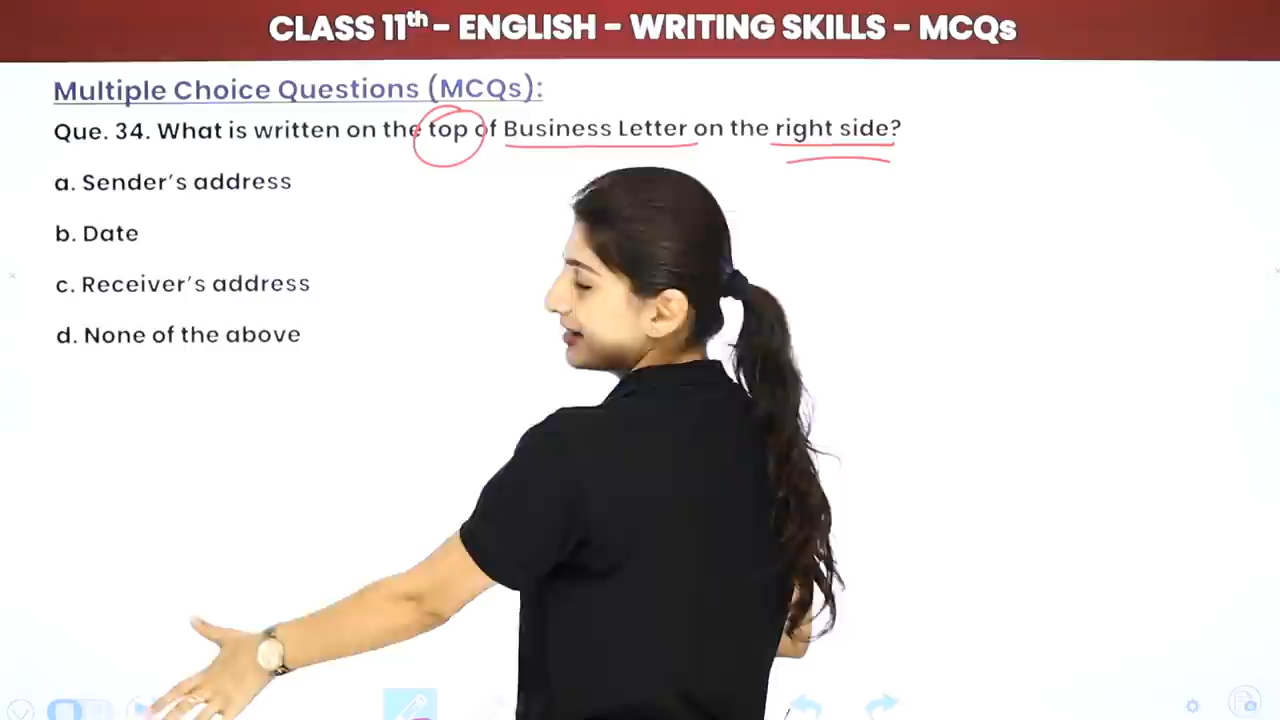 CLASS 11th - ENGLISH - WRITING SKILLS - MCQs
Multiple Choice Questions (MCQs):
Que. 34. What is written on the top of Business Letter on the right side?
a. Sender's address
b. Date
c. Receiver's address
d. None of the above